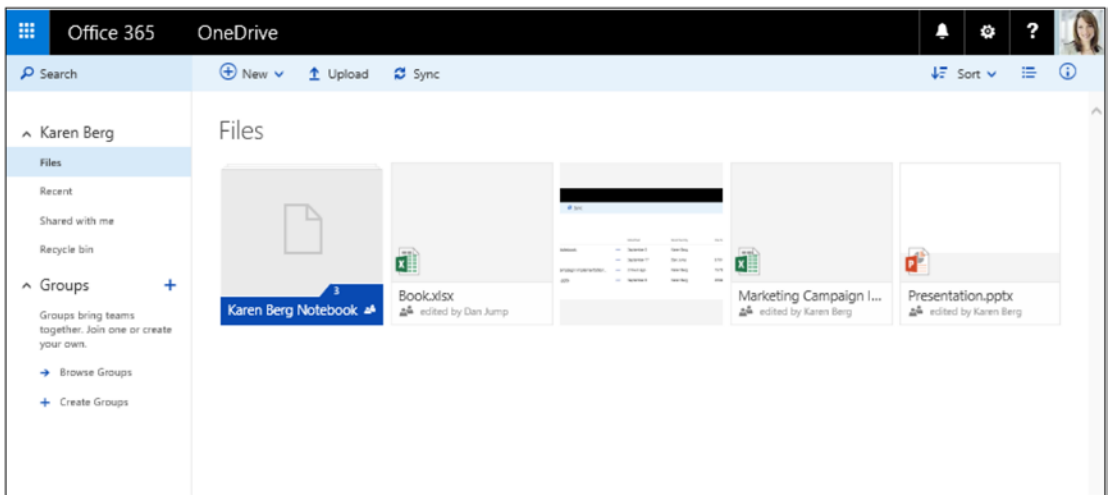 Office 365
OneDrive
?
Search
New
Upload
Sync
Sort
Karen Berg
Files
Recent
Shared with me
Recycle bin
Groups
Groups bring teams
together. Join one or create
your own.
Browse Groups
Create Groups
Files
3
Karen Berg Notebook
Book.xlsx
edited by Dan Jump
Marketing Campaign I...
edited by Karen Berg
Presentation.pptx
edited by Karen Berg